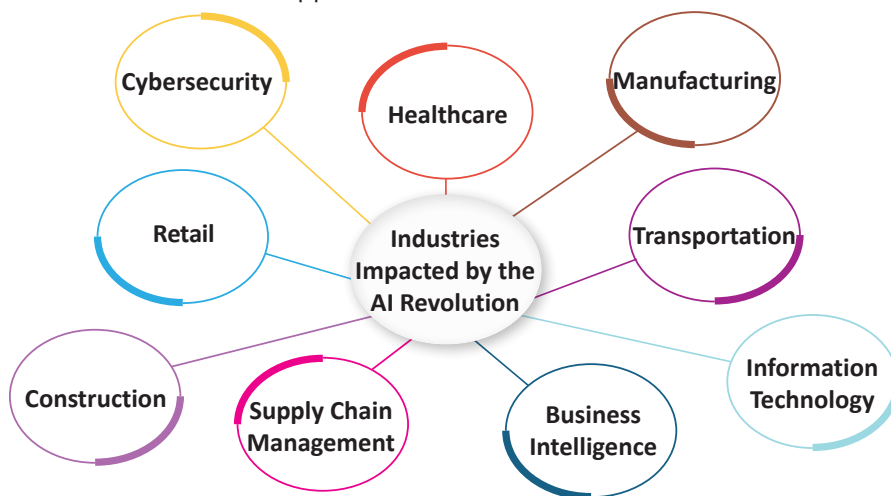 Cybersecurity
Healthcare
Manufacturing
Retail
Industries
Impacted by the
AI Revolution
Transportation
Construction
Supply Chain
Management
Business
Intelligence
Information
Technology